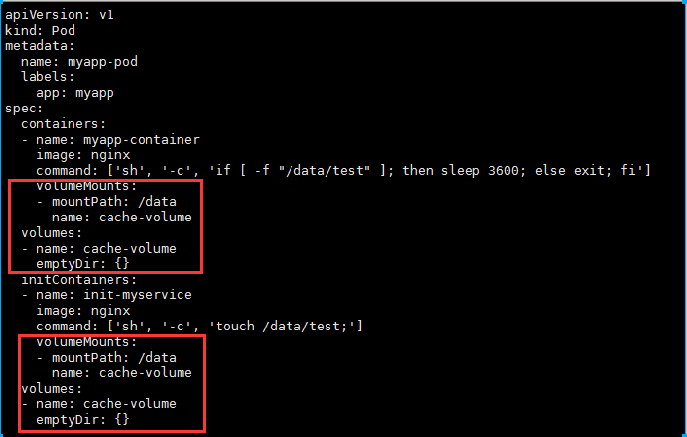 apiVersion: v1
kind: Pod
metadata:
  name: myapp-pod
  labels:
    app: myapp
spec:
  containers:
  - name: myapp-container
    image: nginx
    command: ['sh', '-c', 'if [ -f "/data/test" ]; then sleep 3600; else exit; fi']
    volumeMounts:
    - mountPath: /data
      name: cache-volume
  volumes:
  - name: cache-volume
    emptyDir: {}
  initContainers:
  - name: init-myservice
    image: nginx
    command: ['sh', '-c', 'touch /data/test;']
    volumeMounts:
    - mountPath: /data
      name: cache-volume
  volumes:
  - name: cache-volume
    emptyDir: {}